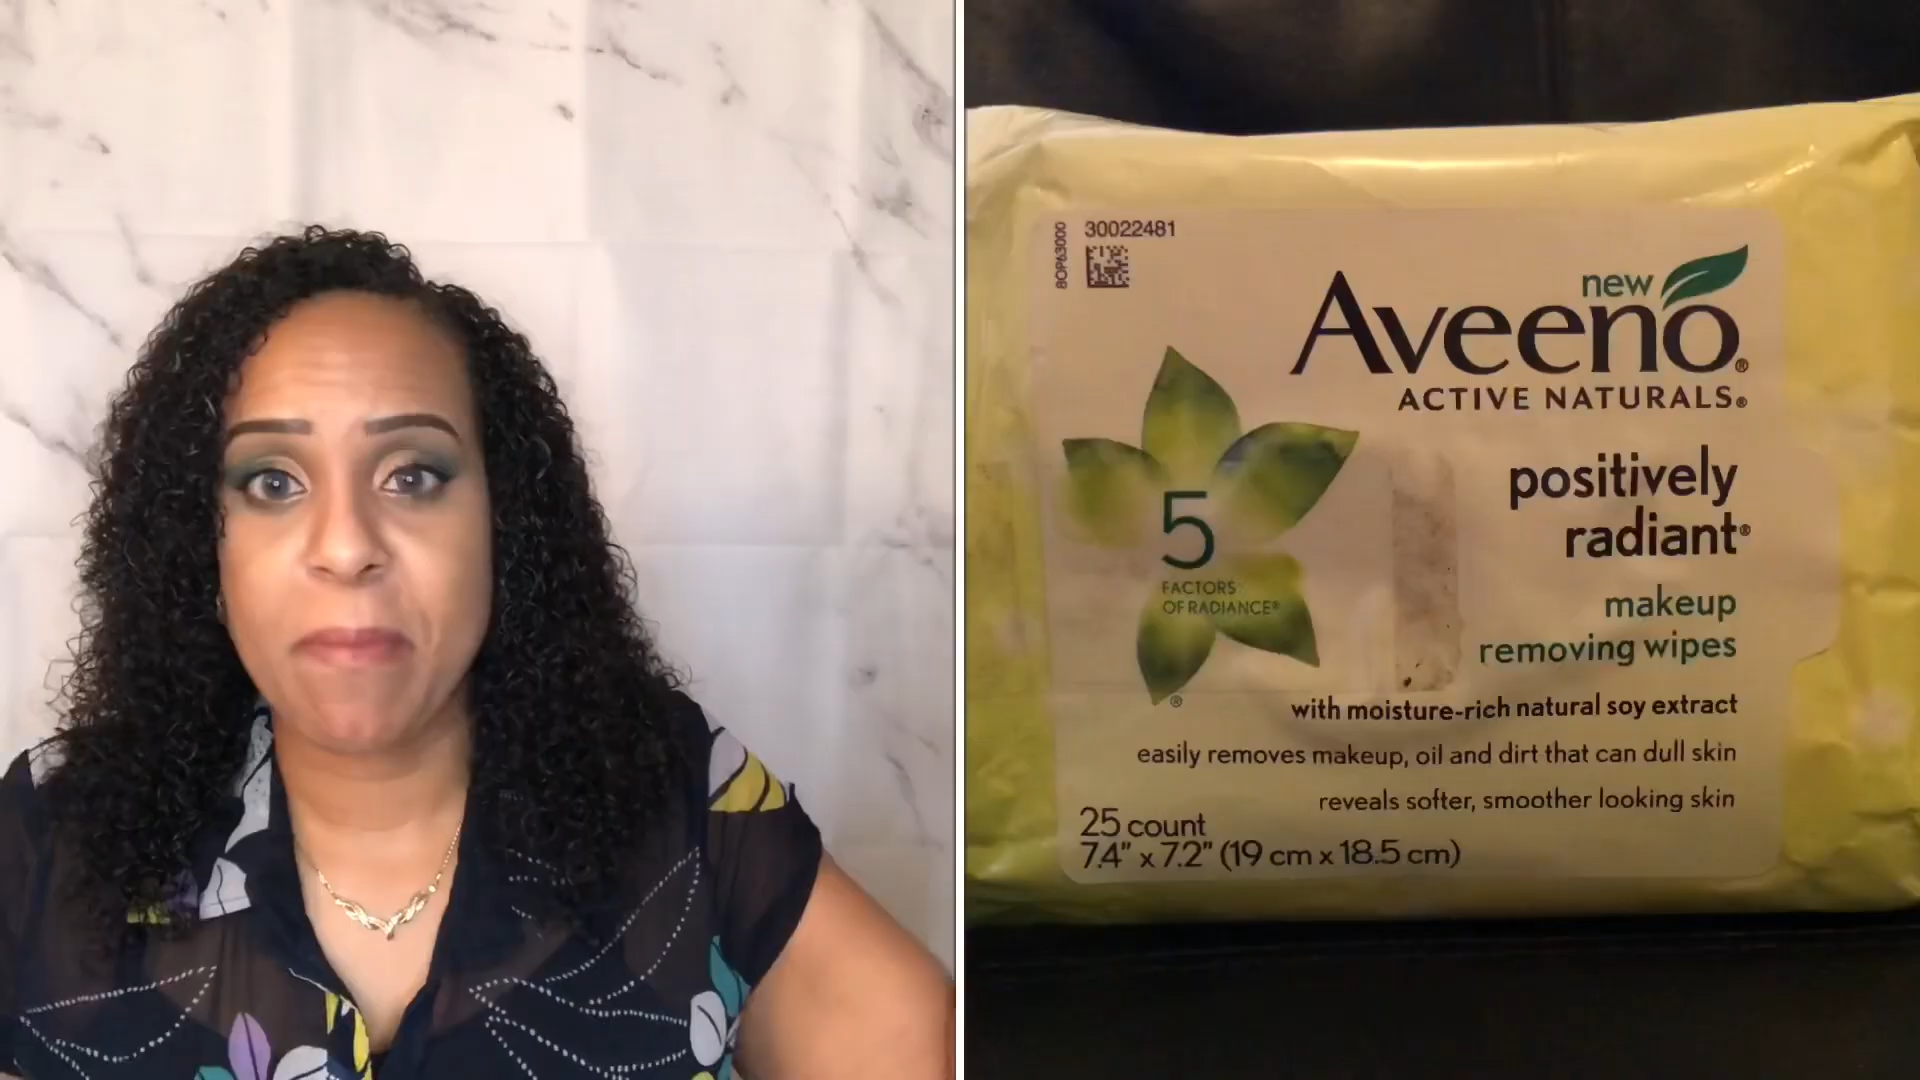 30022481
8OP63000
new
AVEENO®
ACTIVE NATURALS®
positively
radiant®
5
FACTORS
OF RADIANCE®
®
makeup
removing wipes
with moisture-rich natural soy extract
easily removes makeup, oil and dirt that can dull skin
reveals softer, smoother looking skin
25 count
7.4" x 7.2" (19 cm x 18.5 cm)